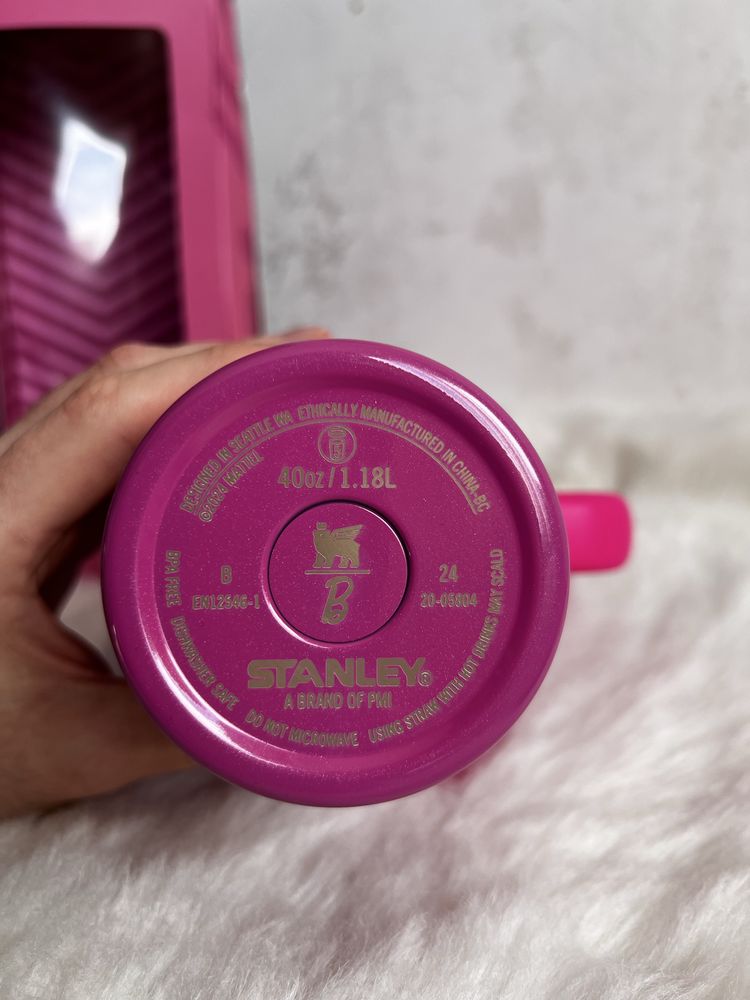 DESIGNED IN SEATTLE WA ETHICALLY MANUFACTURED IN CHINA-BC
©2024 MATTEL
40oz / 1.18L
B
EN12546-1
B
24
20-05804
STANLEY®
A BRAND OF PMI
BPA FREE DISHWASHER SAFE DO NOT MICROWAVE USING STRAW WITH HOT DRINKS MAY SCALD